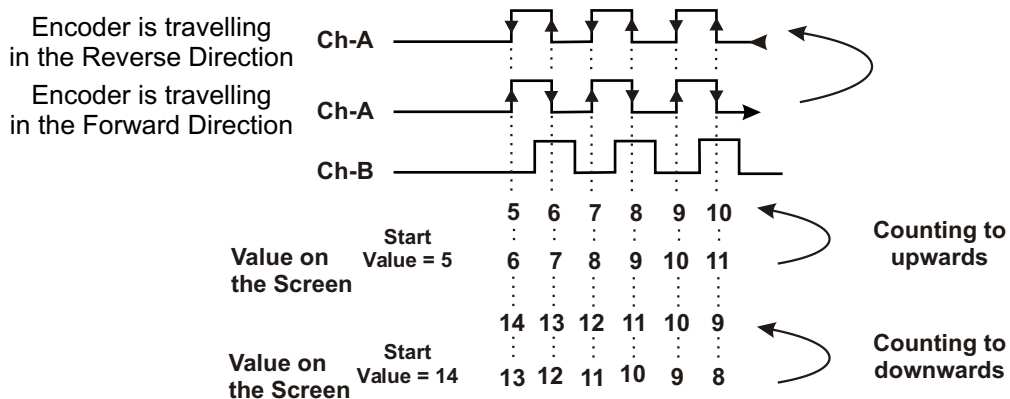 Encoder is travelling
in the Reverse Direction
Ch-A
Encoder is travelling
in the Forward Direction
Ch-A
Ch-B
5 6 7 8 9 10
Value on
the Screen
Start
Value = 5
6 7 8 9 10 11
Counting to
upwards
14 13 12 11 10 9
Value on
the Screen
Start
Value = 14
13 12 11 10 9 8
Counting to
downwards